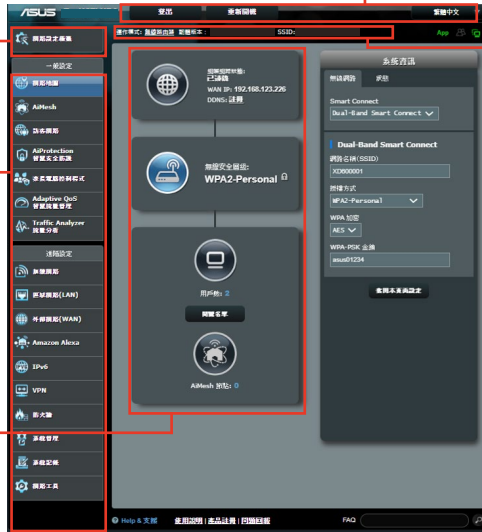 ASUS
登出
重新開機
繁體中文
操作模式: 無線路由器 韌體版本:
SSID:
App
網路設定精靈
一般設定
網路地圖
AiMesh
訪客網路
AiProtection
智慧安全防護
家長電腦控制程式
Adaptive QoS
智慧流量管理
Traffic Analyzer
流量分析
進階設定
無線網路
區域網路(LAN)
外部網路(WAN)
Amazon Alexa
IPv6
VPN
防火牆
系統管理
系統記錄
網路工具
網際網路狀態:
已連線
WAN IP: 192.168.123.226
DDNS: 註冊
無線安全層級:
WPA2-Personal
用戶數: 2
閱覽名單
AiMesh 節點: 0
系統資訊
無線網路
狀態
Smart Connect
Dual-Band Smart Connect
Dual-Band Smart Connect
網路名稱(SSID)
XD600001
授權方式
WPA2-Personal
WPA 加密
AES
WPA-PSK 金鑰
asus01234
套用本頁面設定
Help & 支援
使用說明 | 產品註冊 | 問題回報
FAQ